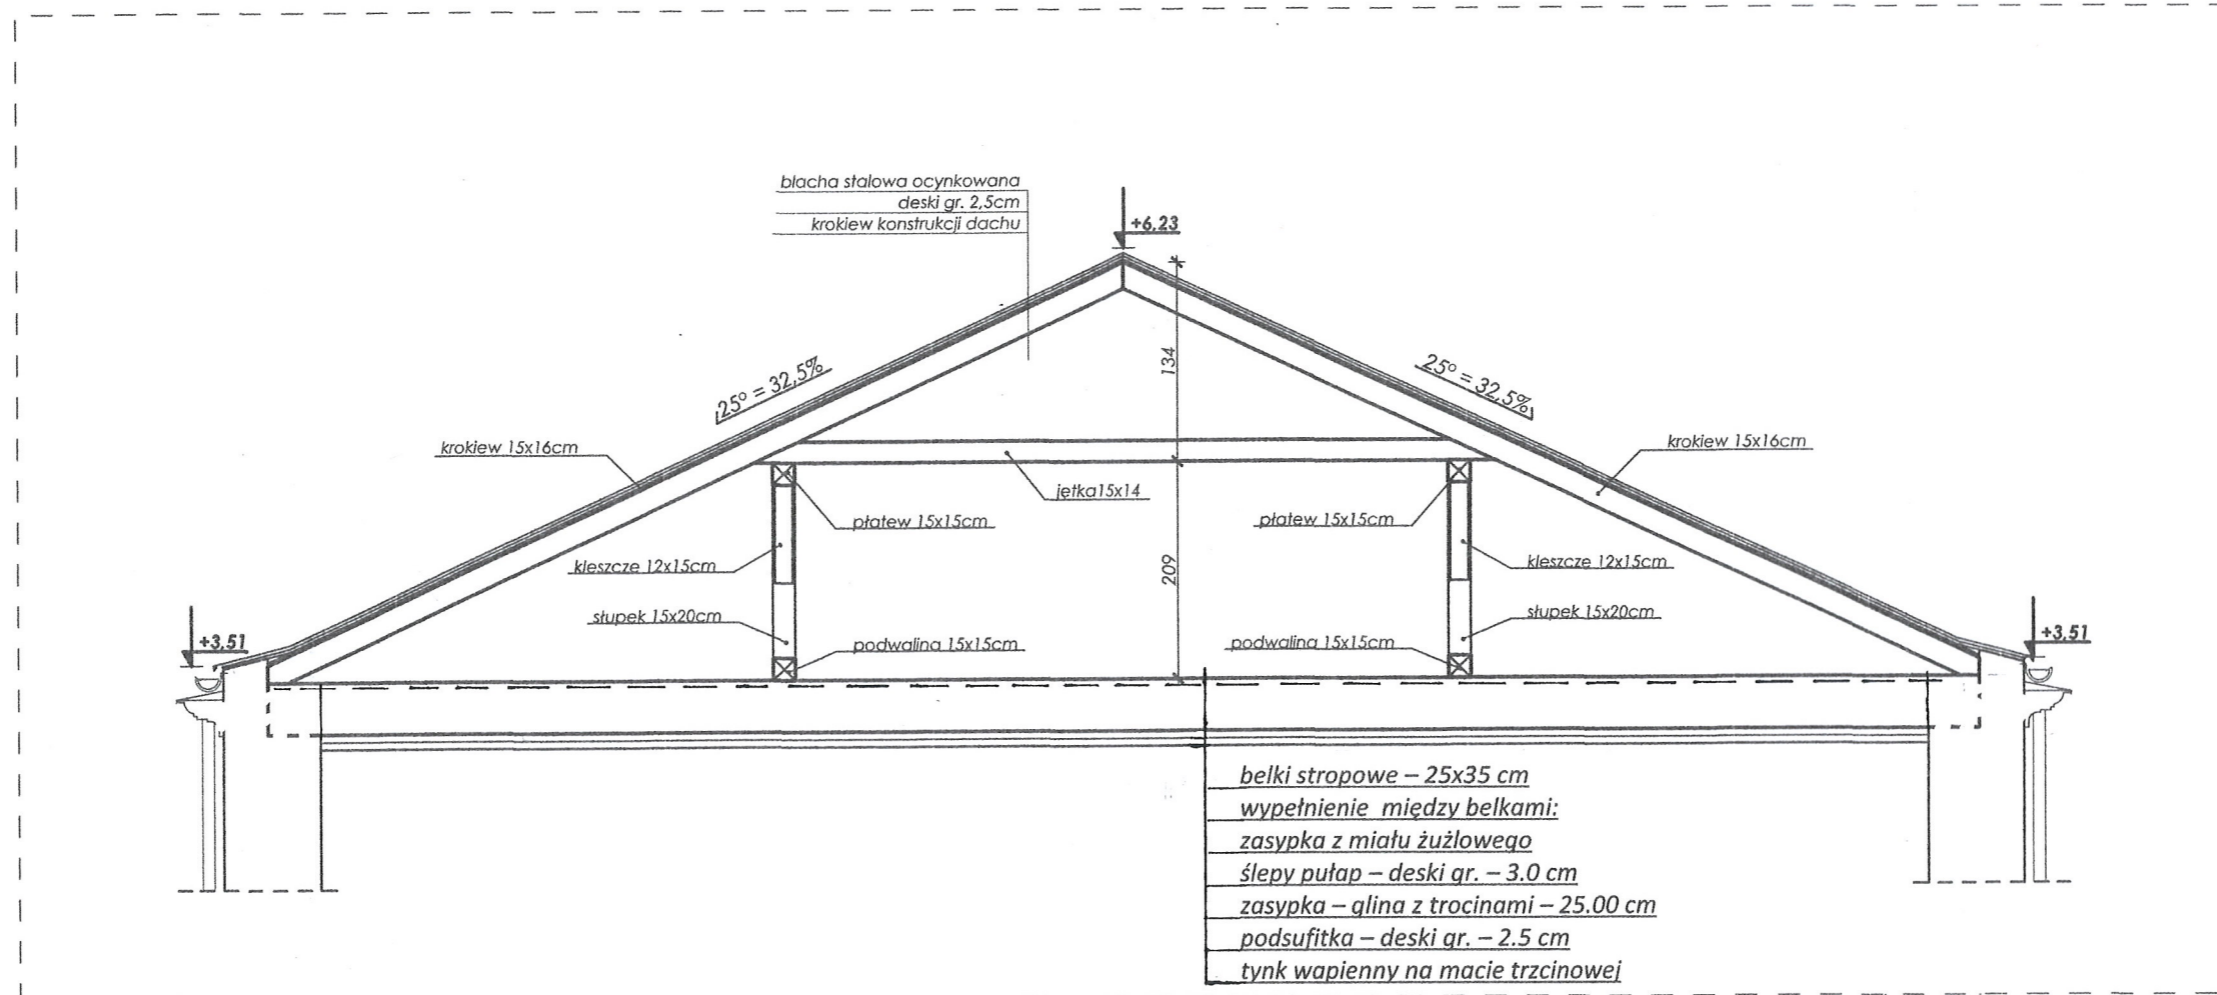 blacha stalowa ocynkowana
deski gr. 2,5cm
krokiew konstrukcji dachu
+6,23
134
25° = 32,5%
25° = 32,5%
krokiew 15x16cm
krokiew 15x16cm
jętka15x14
płatew 15x15cm
płatew 15x15cm
209
kleszcze 12x15cm
kleszcze 12x15cm
słupek 15x20cm
słupek 15x20cm
+3,51
podwalina 15x15cm
podwalina 15x15cm
+3,51
belki stropowe – 25x35 cm
wypełnienie między belkami:
zasypka z miału żużlowego
ślepy pułap – deski gr. – 3.0 cm
zasypka – glina z trocinami – 25.00 cm
podsufitka – deski gr. – 2.5 cm
tynk wapienny na macie trzcinowej